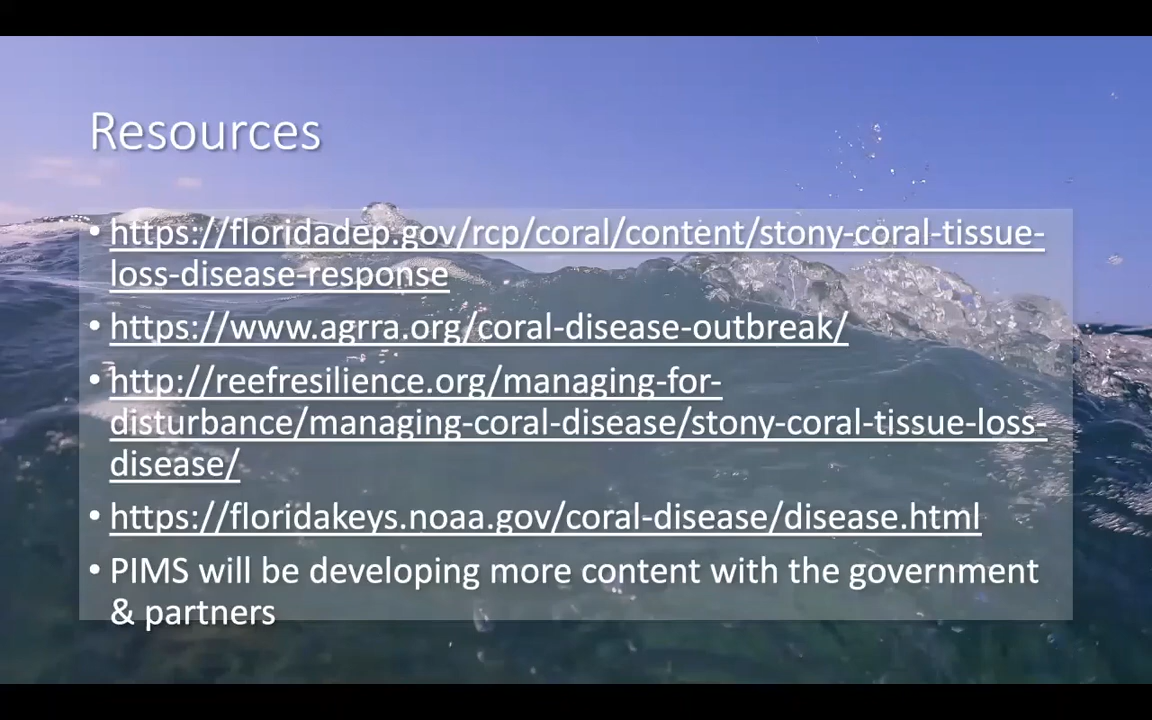 Resources
• https://floridadep.gov/rcp/coral/content/stony-coral-tissue-
loss-disease-response
• https://www.agrra.org/coral-disease-outbreak/
• http://reefresilience.org/managing-for-
disturbance/managing-coral-disease/stony-coral-tissue-loss-
disease/
• https://floridakeys.noaa.gov/coral-disease/disease.html
• PIMS will be developing more content with the government
& partners